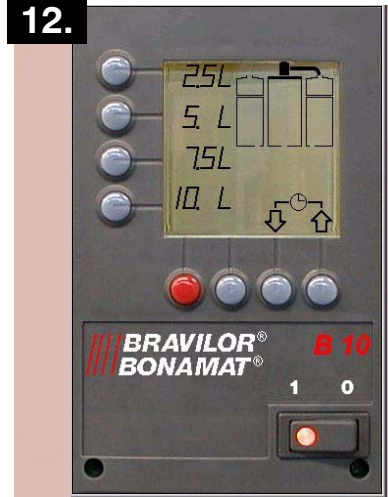 12.
2.5L
5. L
7.5L
10. L
BRAVILOR® B 10
BONAMAT®
1 0